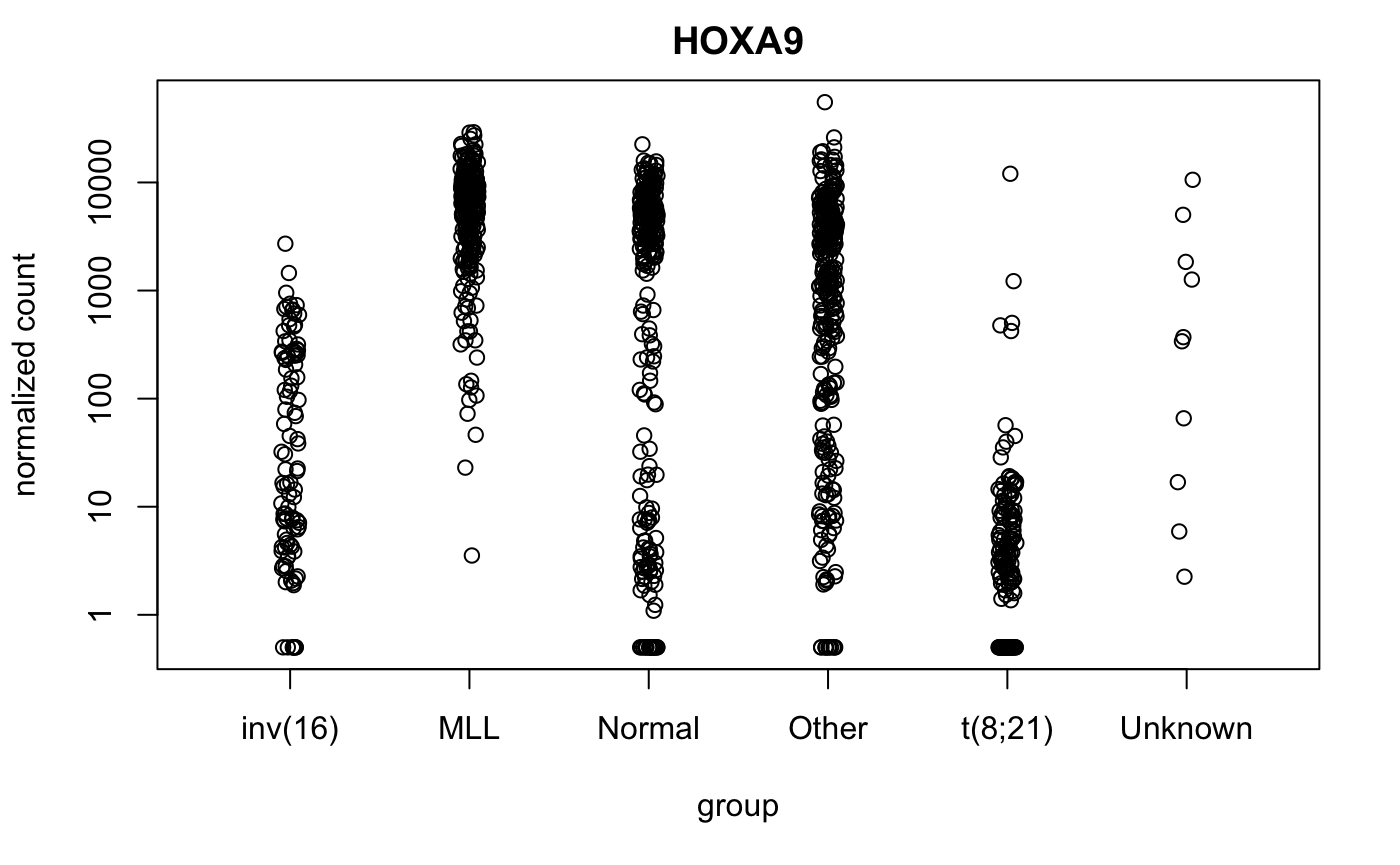 HOXA9
normalized count
10000
1000
100
10
1
inv(16) MLL Normal Other t(8;21) Unknown
group